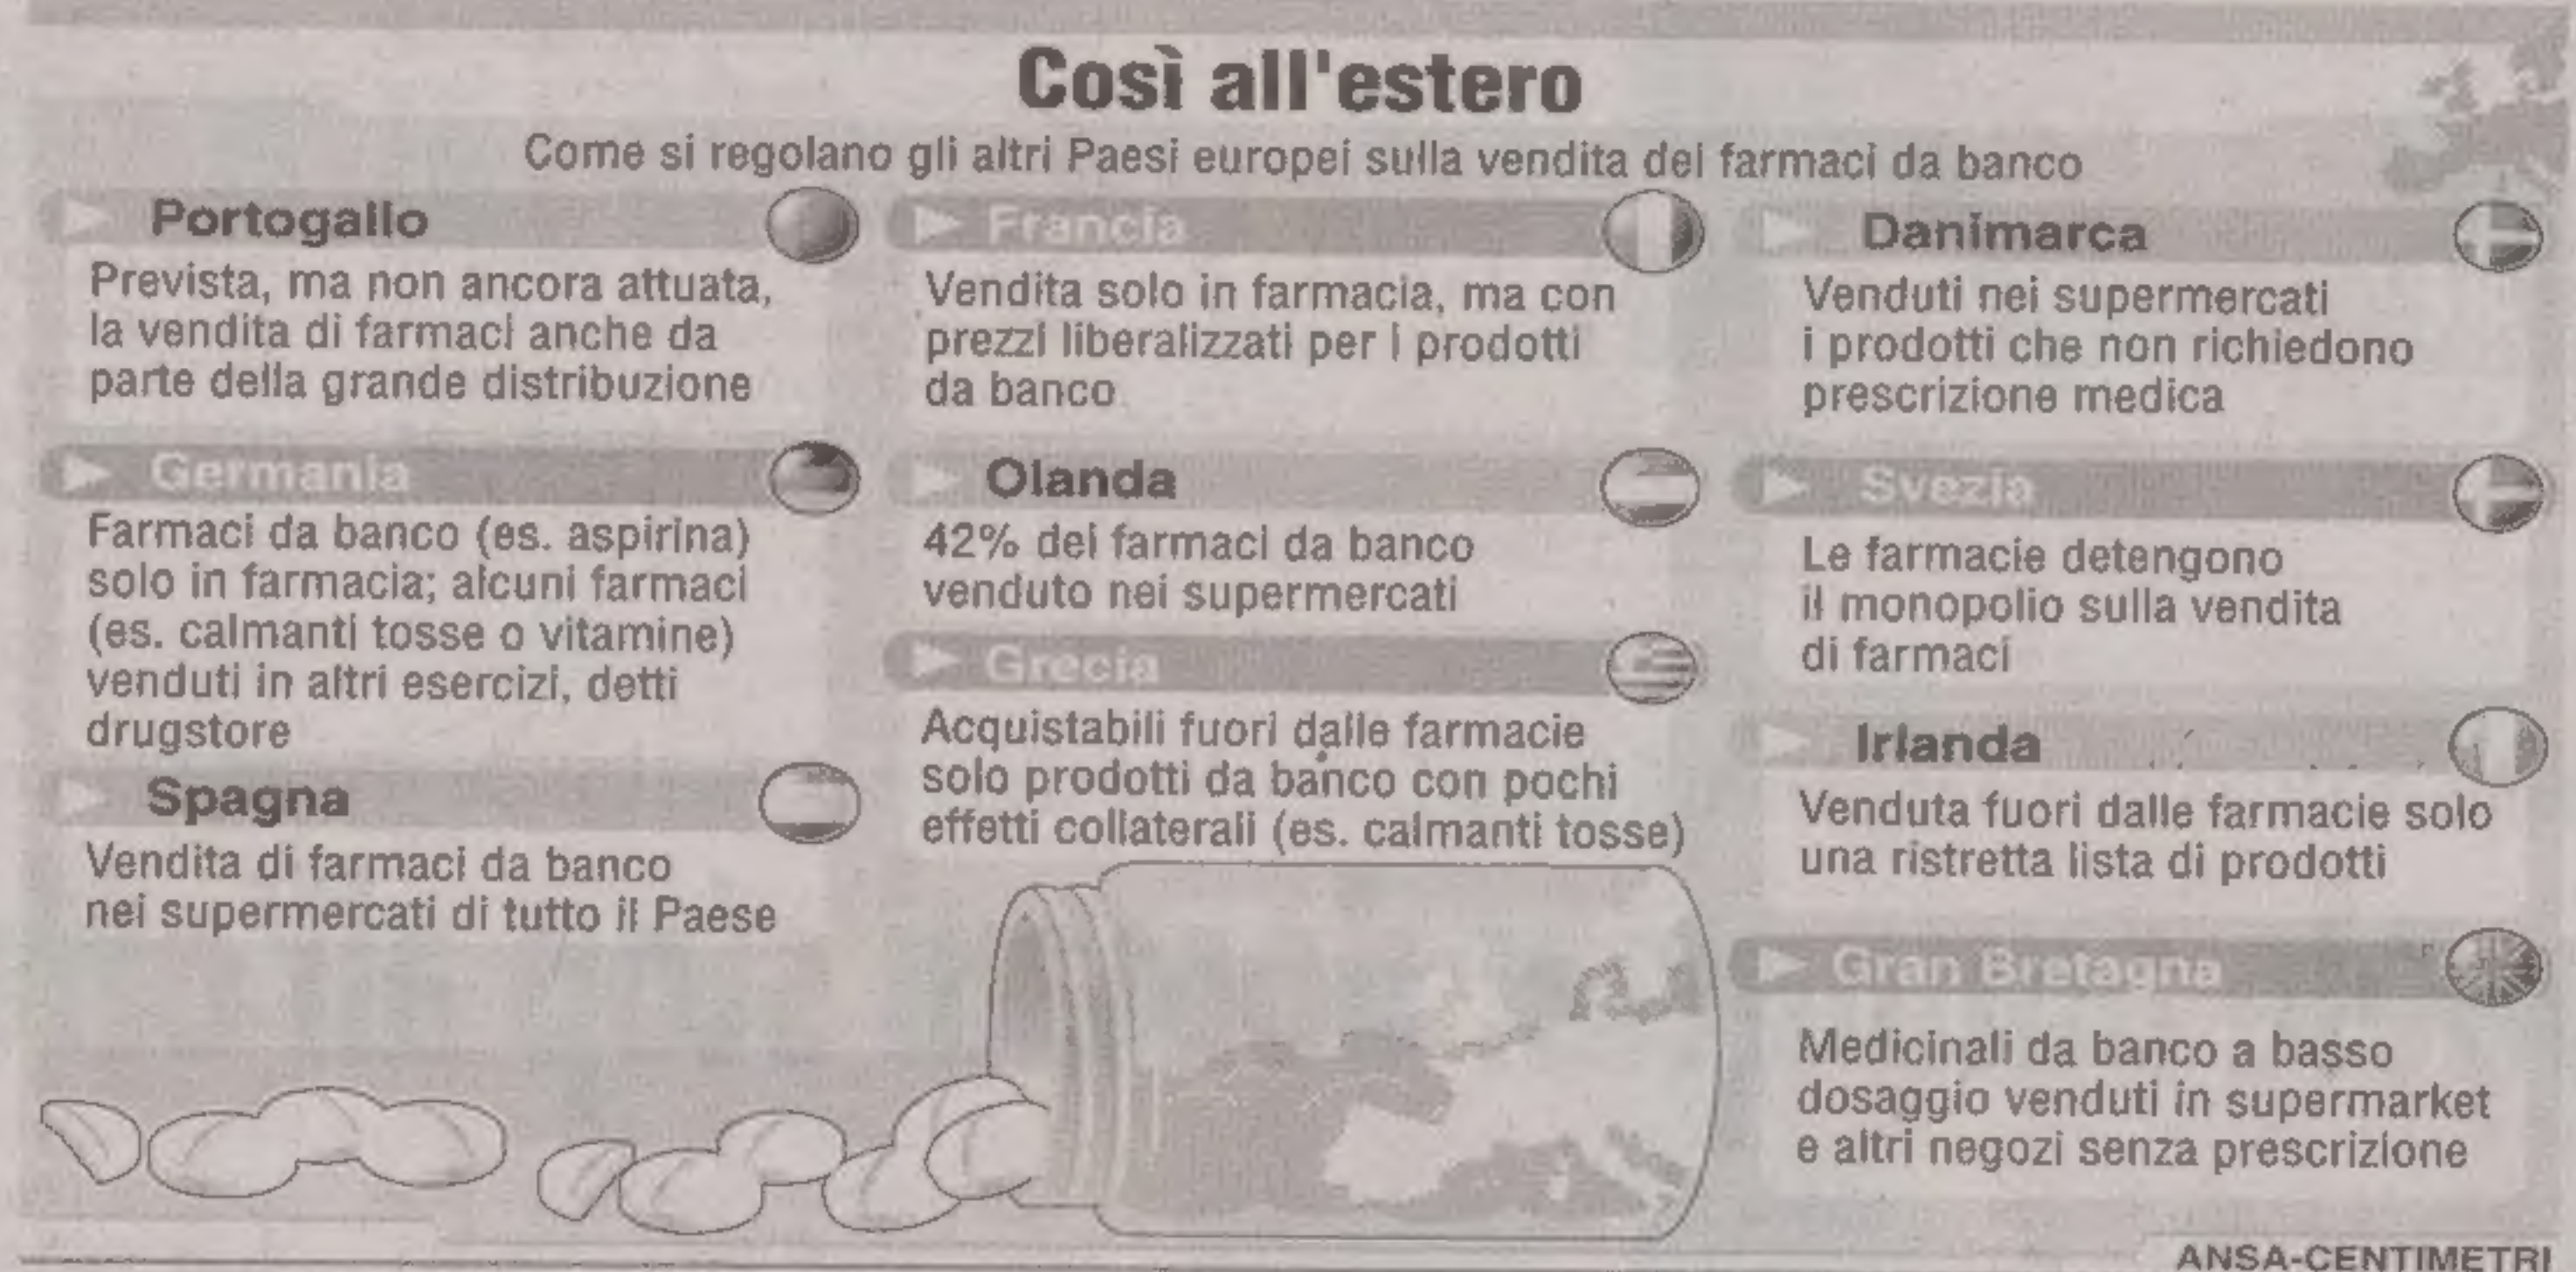 Così all'estero
Come si regolano gli altri Paesi europei sulla vendita dei farmaci da banco
Portogallo
Prevista, ma non ancora attuata,
la vendita di farmaci anche da
parte della grande distribuzione
Germania
Farmaci da banco (es. aspirina)
solo in farmacia; alcuni farmaci
(es. calmanti tosse o vitamine)
venduti in altri esercizi, detti
drugstore
Spagna
Vendita di farmaci da banco
nei supermercati di tutto il Paese
Francia
Vendita solo in farmacia, ma con
prezzi liberalizzati per i prodotti
da banco
Olanda
42% dei farmaci da banco
venduto nei supermercati
Grecia
Acquistabili fuori dalle farmacie
solo prodotti da banco con pochi
effetti collaterali (es. calmanti tosse)
Danimarca
Venduti nei supermercati
i prodotti che non richiedono
prescrizione medica
Svezia
Le farmacie detengono
il monopolio sulla vendita
di farmaci
Irlanda
Venduta fuori dalle farmacie solo
una ristretta lista di prodotti
Gran Bretagna
Medicinali da banco a basso
dosaggio venduti in supermarket
e altri negozi senza prescrizione
ANSA-CENTIMETRI